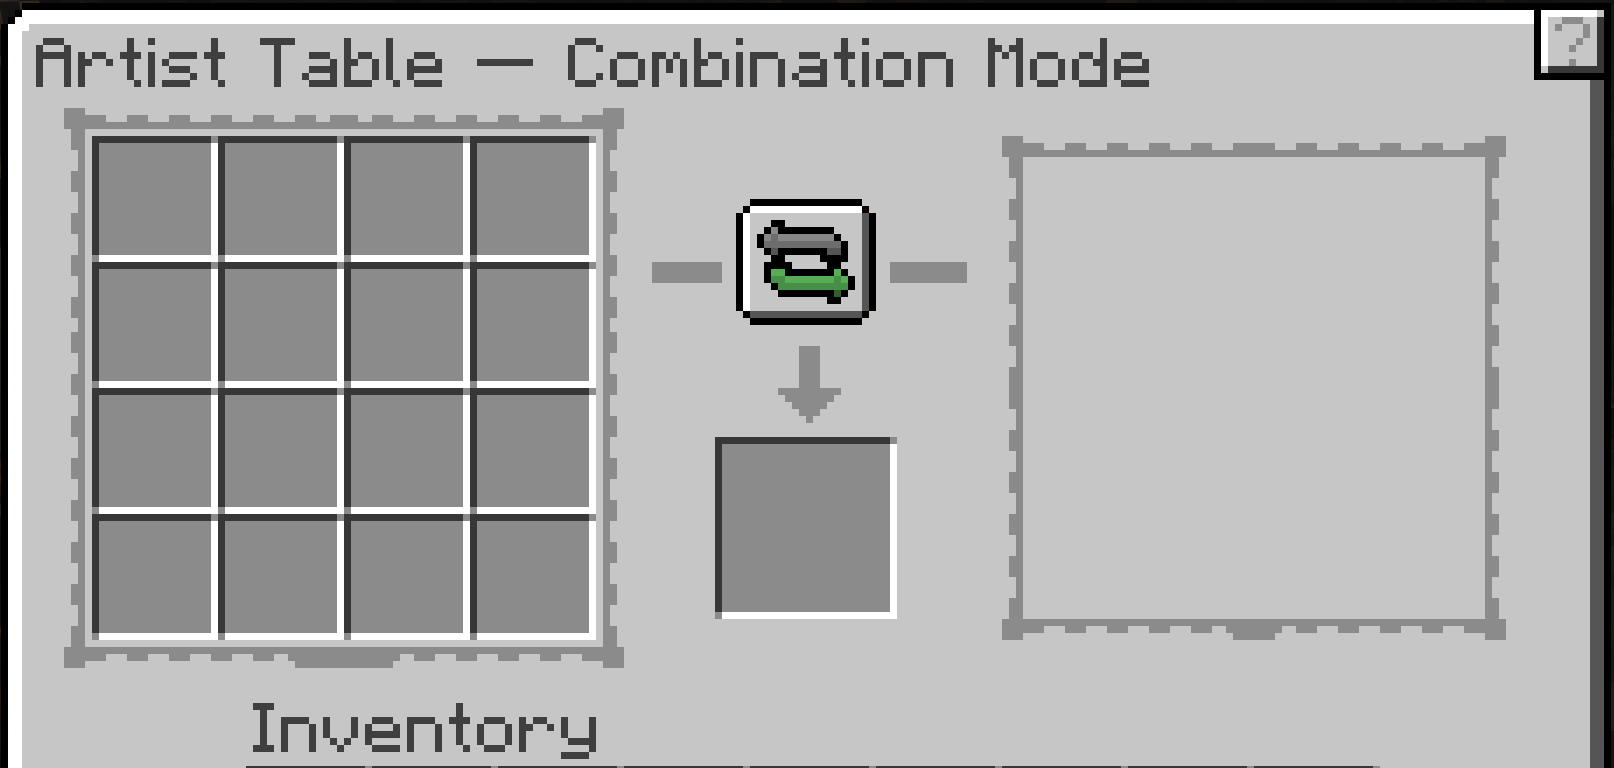 Artist Table — Combination Mode
?
Inventory